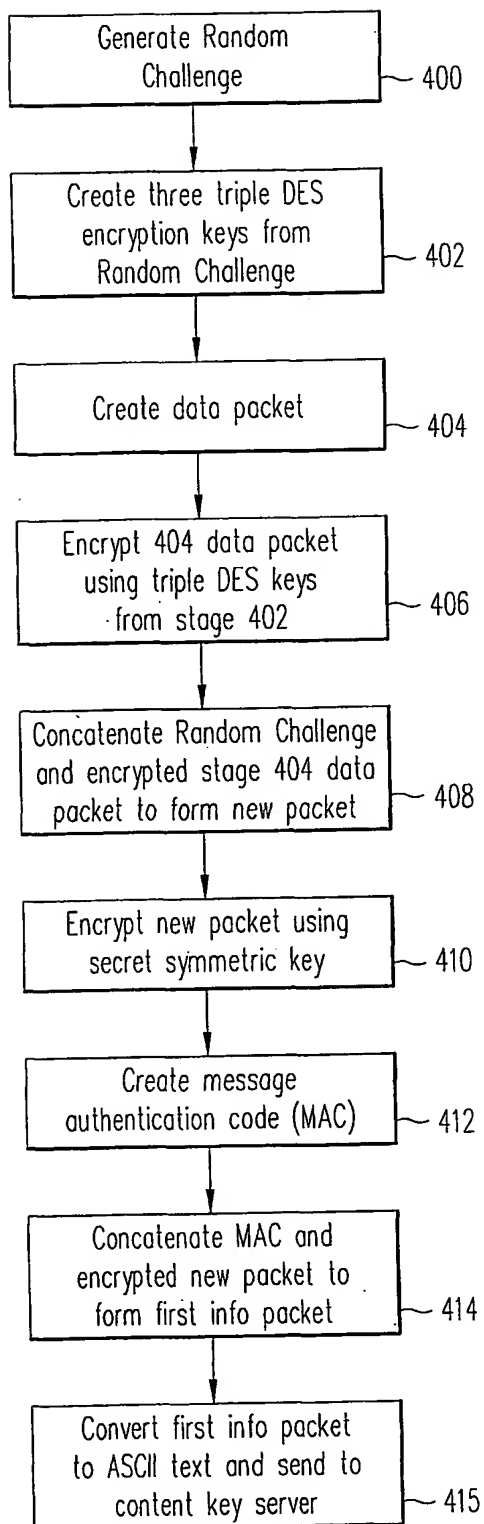 Generate Random
Challenge
400
Create three triple DES
encryption keys from
Random Challenge
402
Create data packet
404
Encrypt 404 data packet
using triple DES keys
from stage 402
406
Concatenate Random Challenge
and encrypted stage 404 data
packet to form new packet
408
Encrypt new packet using
secret symmetric key
410
Create message
authentication code (MAC)
412
Concatenate MAC and
encrypted new packet to
form first info packet
414
Convert first info packet
to ASCII text and send to
content key server
415